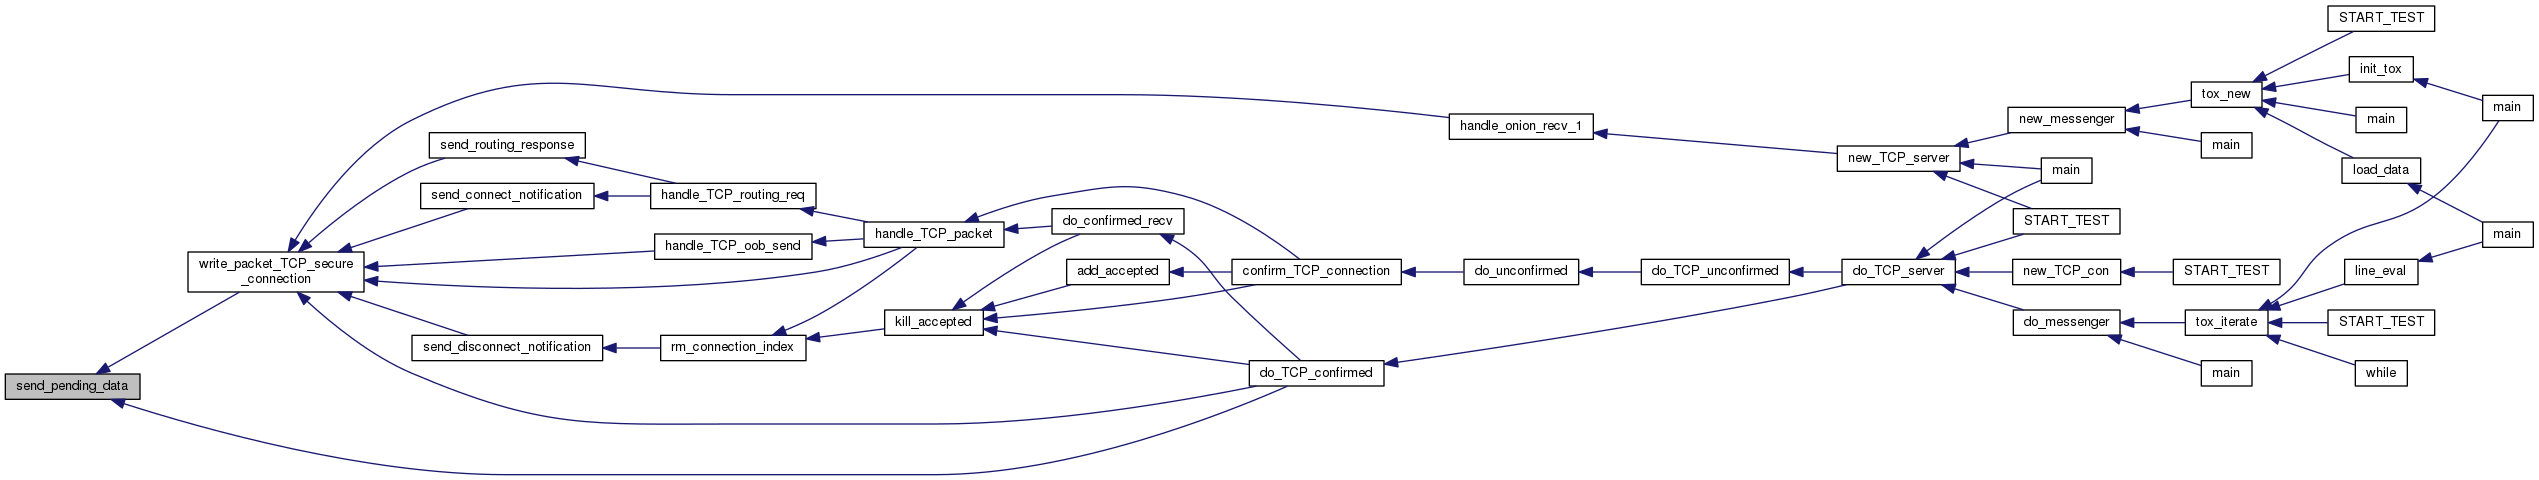 send_pending_data
write_packet_TCP_secure
_connection
send_routing_response
send_connect_notification
handle_TCP_oob_send
send_disconnect_notification
handle_TCP_routing_req
rm_connection_index
handle_TCP_packet
kill_accepted
do_confirmed_recv
add_accepted
confirm_TCP_connection
do_TCP_confirmed
handle_onion_recv_1
do_unconfirmed
do_TCP_unconfirmed
new_TCP_server
do_TCP_server
new_messenger
main
START_TEST
new_TCP_con
do_messenger
tox_new
main
START_TEST
tox_iterate
main
START_TEST
init_tox
main
load_data
line_eval
START_TEST
while
main
main